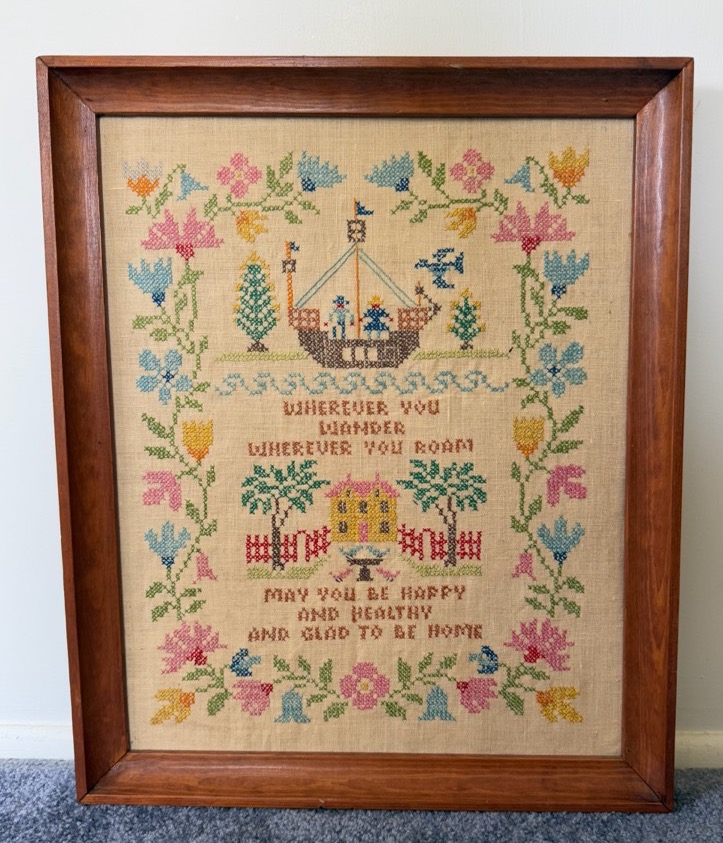 WHEREVER YOU
WANDER
WHEREVER YOU ROAM
MAY YOU BE HAPPY
AND HEALTHY
AND GLAD TO BE HOME